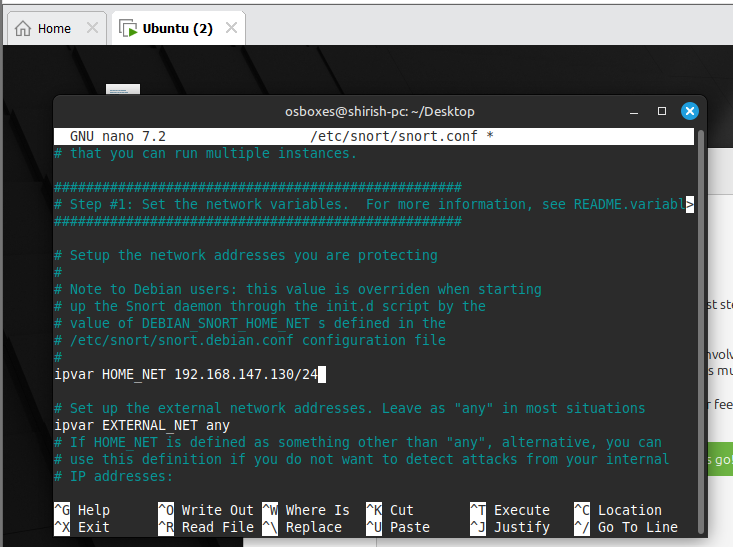 Home
Ubuntu (2)
osboxes@shirish-pc: ~/Desktop
GNU nano 7.2 /etc/snort/snort.conf *
# that you can run multiple instances.
###################################################
# Step #1: Set the network variables.  For more information, see README.variabl>
###################################################
# Setup the network addresses you are protecting
#
# Note to Debian users: this value is overriden when starting
# up the Snort daemon through the init.d script by the
# value of DEBIAN_SNORT_HOME_NET s defined in the
# /etc/snort/snort.debian.conf configuration file
#
ipvar HOME_NET 192.168.147.130/24
# Set up the external network addresses. Leave as "any" in most situations
ipvar EXTERNAL_NET any
# If HOME_NET is defined as something other than "any", alternative, you can
# use this definition if you do not want to detect attacks from your internal
# IP addresses:
^G Help ^O Write Out ^W Where Is ^K Cut ^T Execute ^C Location
^X Exit ^R Read File ^\ Replace ^U Paste ^J Justify ^/ Go To Line